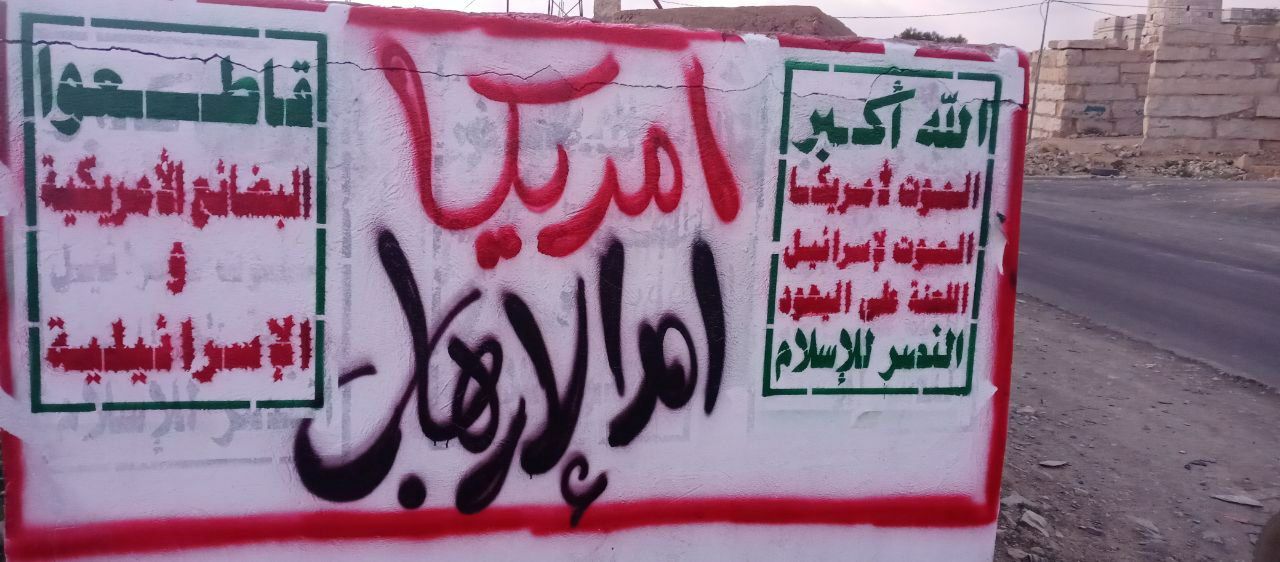 الله أكبر
الموت لأمريكا
الموت لإسرائيل
اللعنة على اليهود
النصر للإسلام
امريكا
ام الإرهاب
قاطعوا
البضائع الأمريكية
و
الإسرائيلية